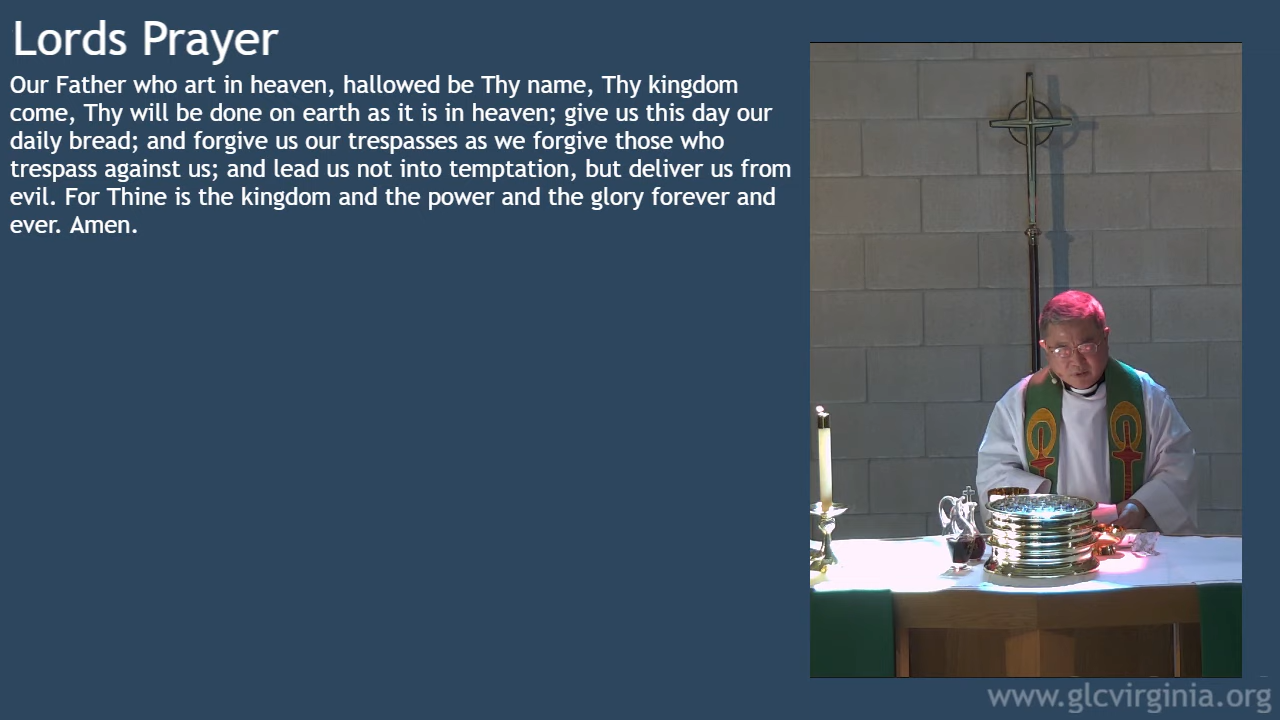 Lords Prayer
Our Father who art in heaven, hallowed be Thy name, Thy kingdom
come, Thy will be done on earth as it is in heaven; give us this day our
daily bread; and forgive us our trespasses as we forgive those who
trespass against us; and lead us not into temptation, but deliver us from
evil. For Thine is the kingdom and the power and the glory forever and
ever. Amen.
www.glcvirginia.org